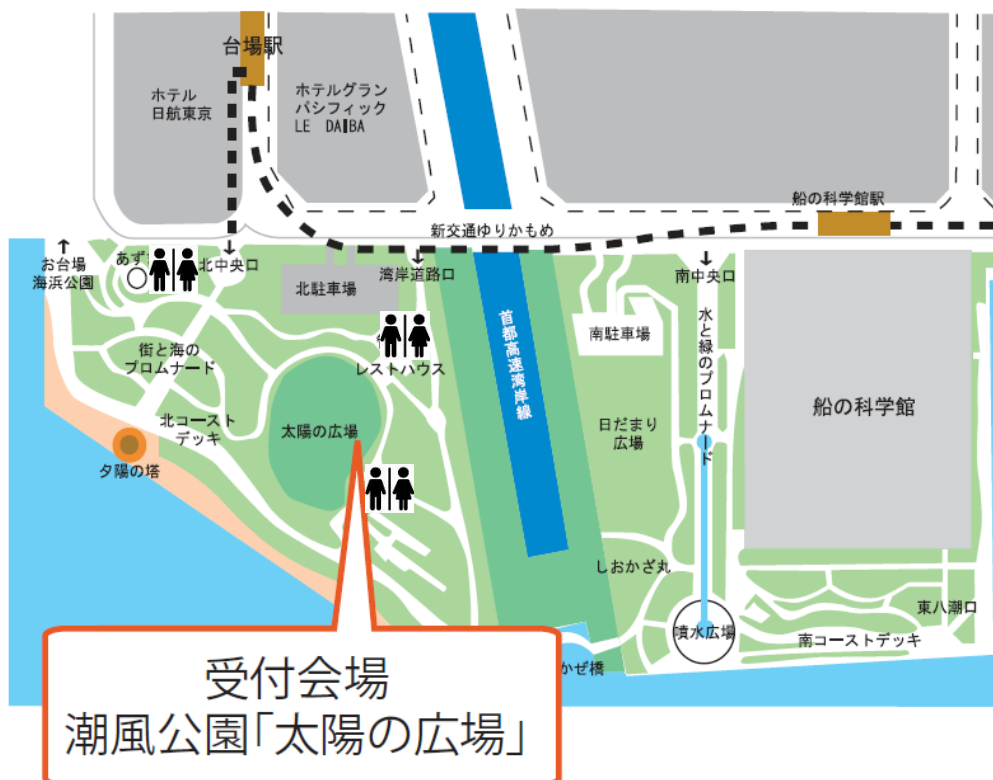 台場駅
ホテル
日航東京
ホテルグラン
パシフィック
LE DAIBA
船の科学館駅
新交通ゆりかもめ
お台場
海浜公園
あず
北中央口
北駐車場
湾岸道路口
南中央口
首都高速湾岸線
南駐車場
水と緑のプロムナード
船の科学館
街と海の
プロムナード
レストハウス
北コースト
デッキ
太陽の広場
日だまり
広場
夕陽の塔
しおかぜ丸
東八潮口
噴水広場
南コーストデッキ
かぜ橋
受付会場
潮風公園「太陽の広場」